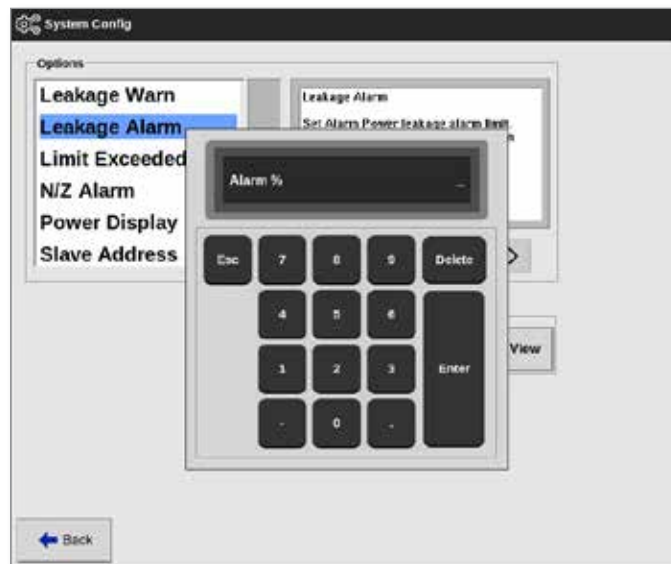 System Config
Options
Leakage Warn
Leakage Alarm
Limit Exceeded
N/Z Alarm
Power Display
Slave Address
Leakage Alarm
Set Alarm Power leakage alarm limit.
Alarm % _
Esc 7 8 9 Delete
4 5 6
1 2 3 Enter
- 0 .
View
Back